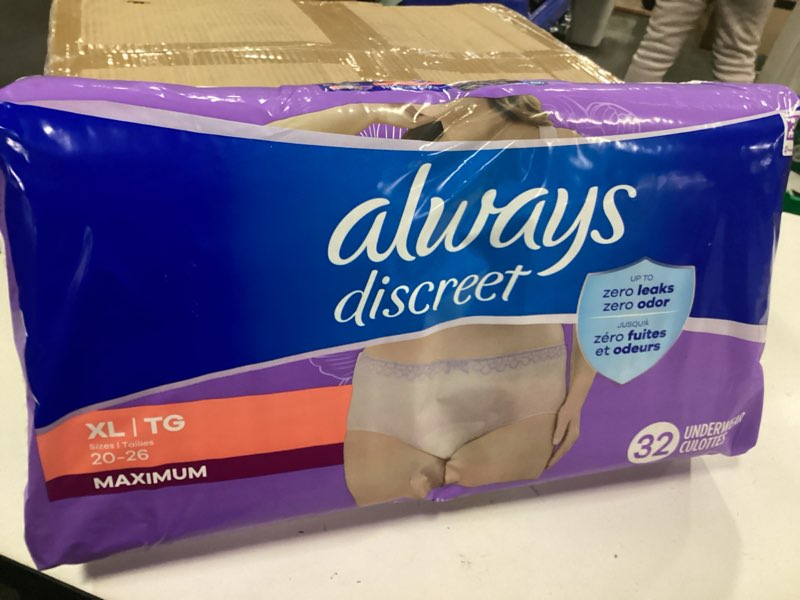 always
discreet
UP TO
zero leaks
zero odor
JUSQU'À
zéro fuites
et odeurs
XL | TG
Sizes | Tailles
20-26
MAXIMUM
32 UNDERWEAR
CULOTTES